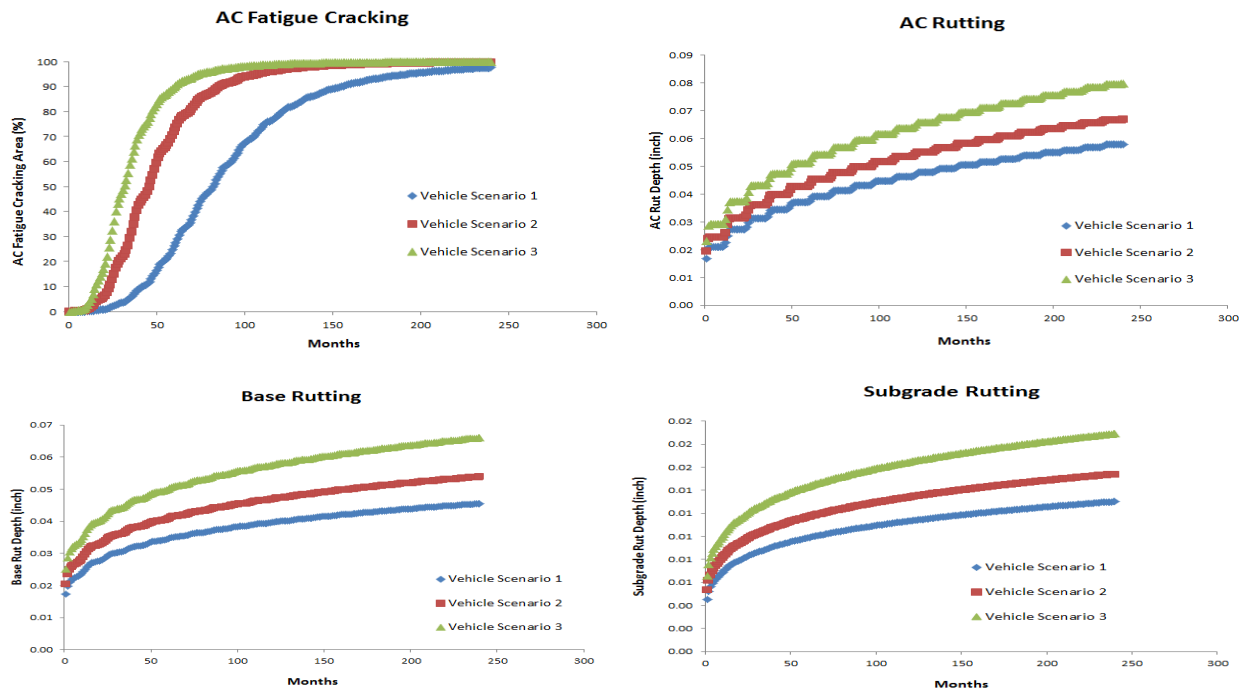 AC Fatigue Cracking
AC Fatigue Cracking Area (%)
100
90
80
70
60
50
40
30
20
10
0
0 50 100 150 200 250 300
Months
Vehicle Scenario 1
Vehicle Scenario 2
Vehicle Scenario 3
AC Rutting
AC Rut Depth (inch)
0.09
0.08
0.07
0.06
0.05
0.04
0.03
0.02
0.01
0.00
0 50 100 150 200 250 300
Months
Vehicle Scenario 1
Vehicle Scenario 2
Vehicle Scenario 3
Base Rutting
Base Rut Depth (inch)
0.07
0.06
0.05
0.04
0.03
0.02
0.01
0.00
0 50 100 150 200 250 300
Months
Vehicle Scenario 1
Vehicle Scenario 2
Vehicle Scenario 3
Subgrade Rutting
Subgrade Rut Depth (inch)
0.02
0.02
0.02
0.01
0.01
0.01
0.01
0.01
0.00
0.00
0.00
0 50 100 150 200 250 300
Months
Vehicle Scenario 1
Vehicle Scenario 2
Vehicle Scenario 3